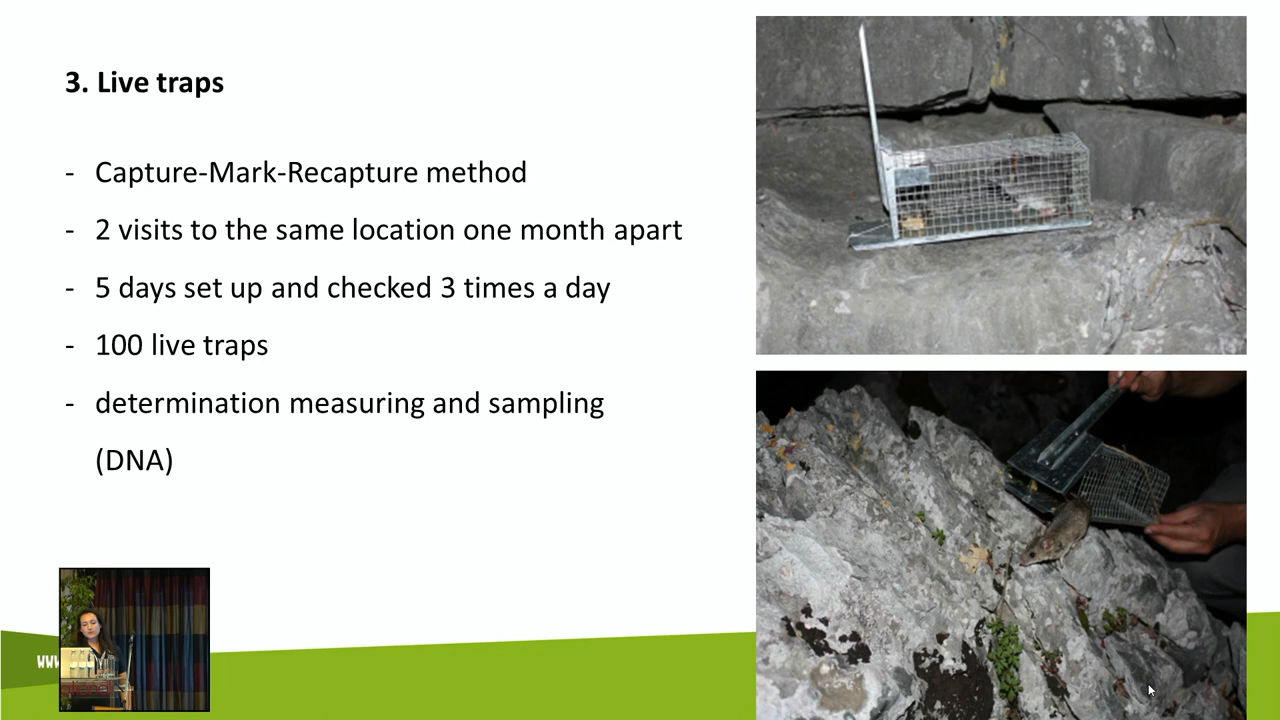 3. Live traps
- Capture-Mark-Recapture method
- 2 visits to the same location one month apart
- 5 days set up and checked 3 times a day
- 100 live traps
- determination measuring and sampling
(DNA)